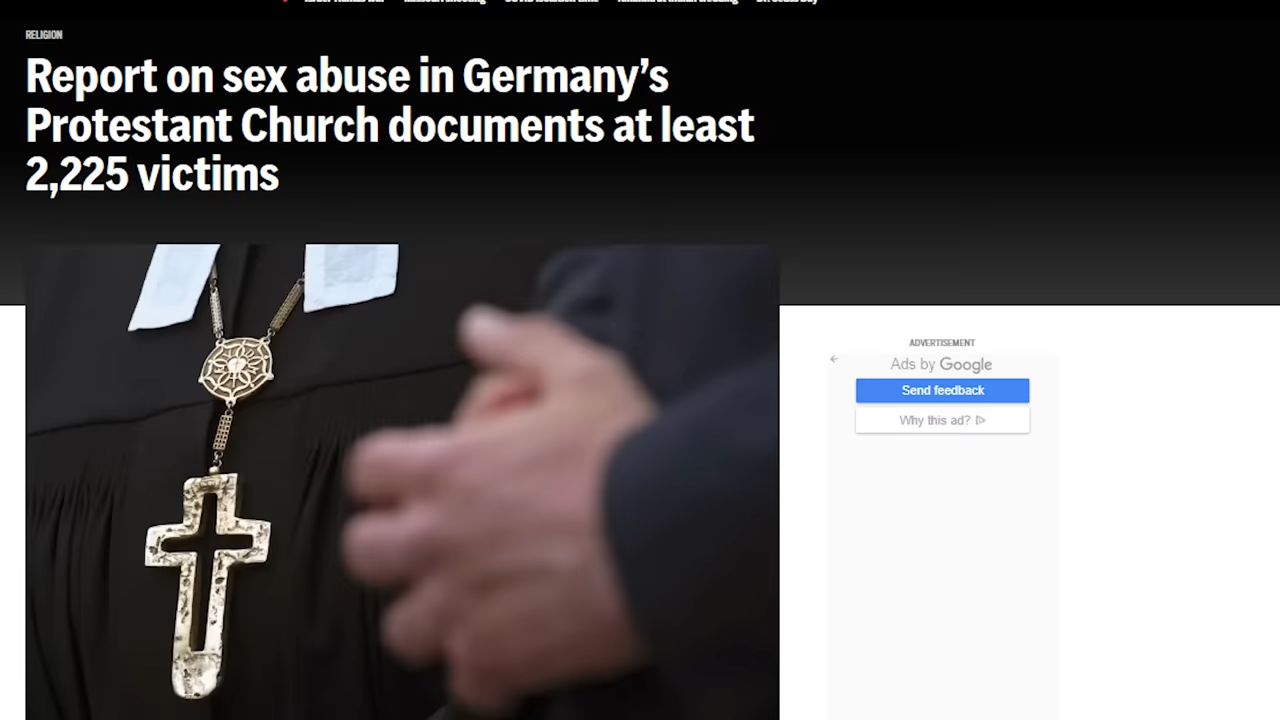 RELIGION
Report on sex abuse in Germany’s
Protestant Church documents at least
2,225 victims
ADVERTISEMENT
Ads by Google
Send feedback
Why this ad?